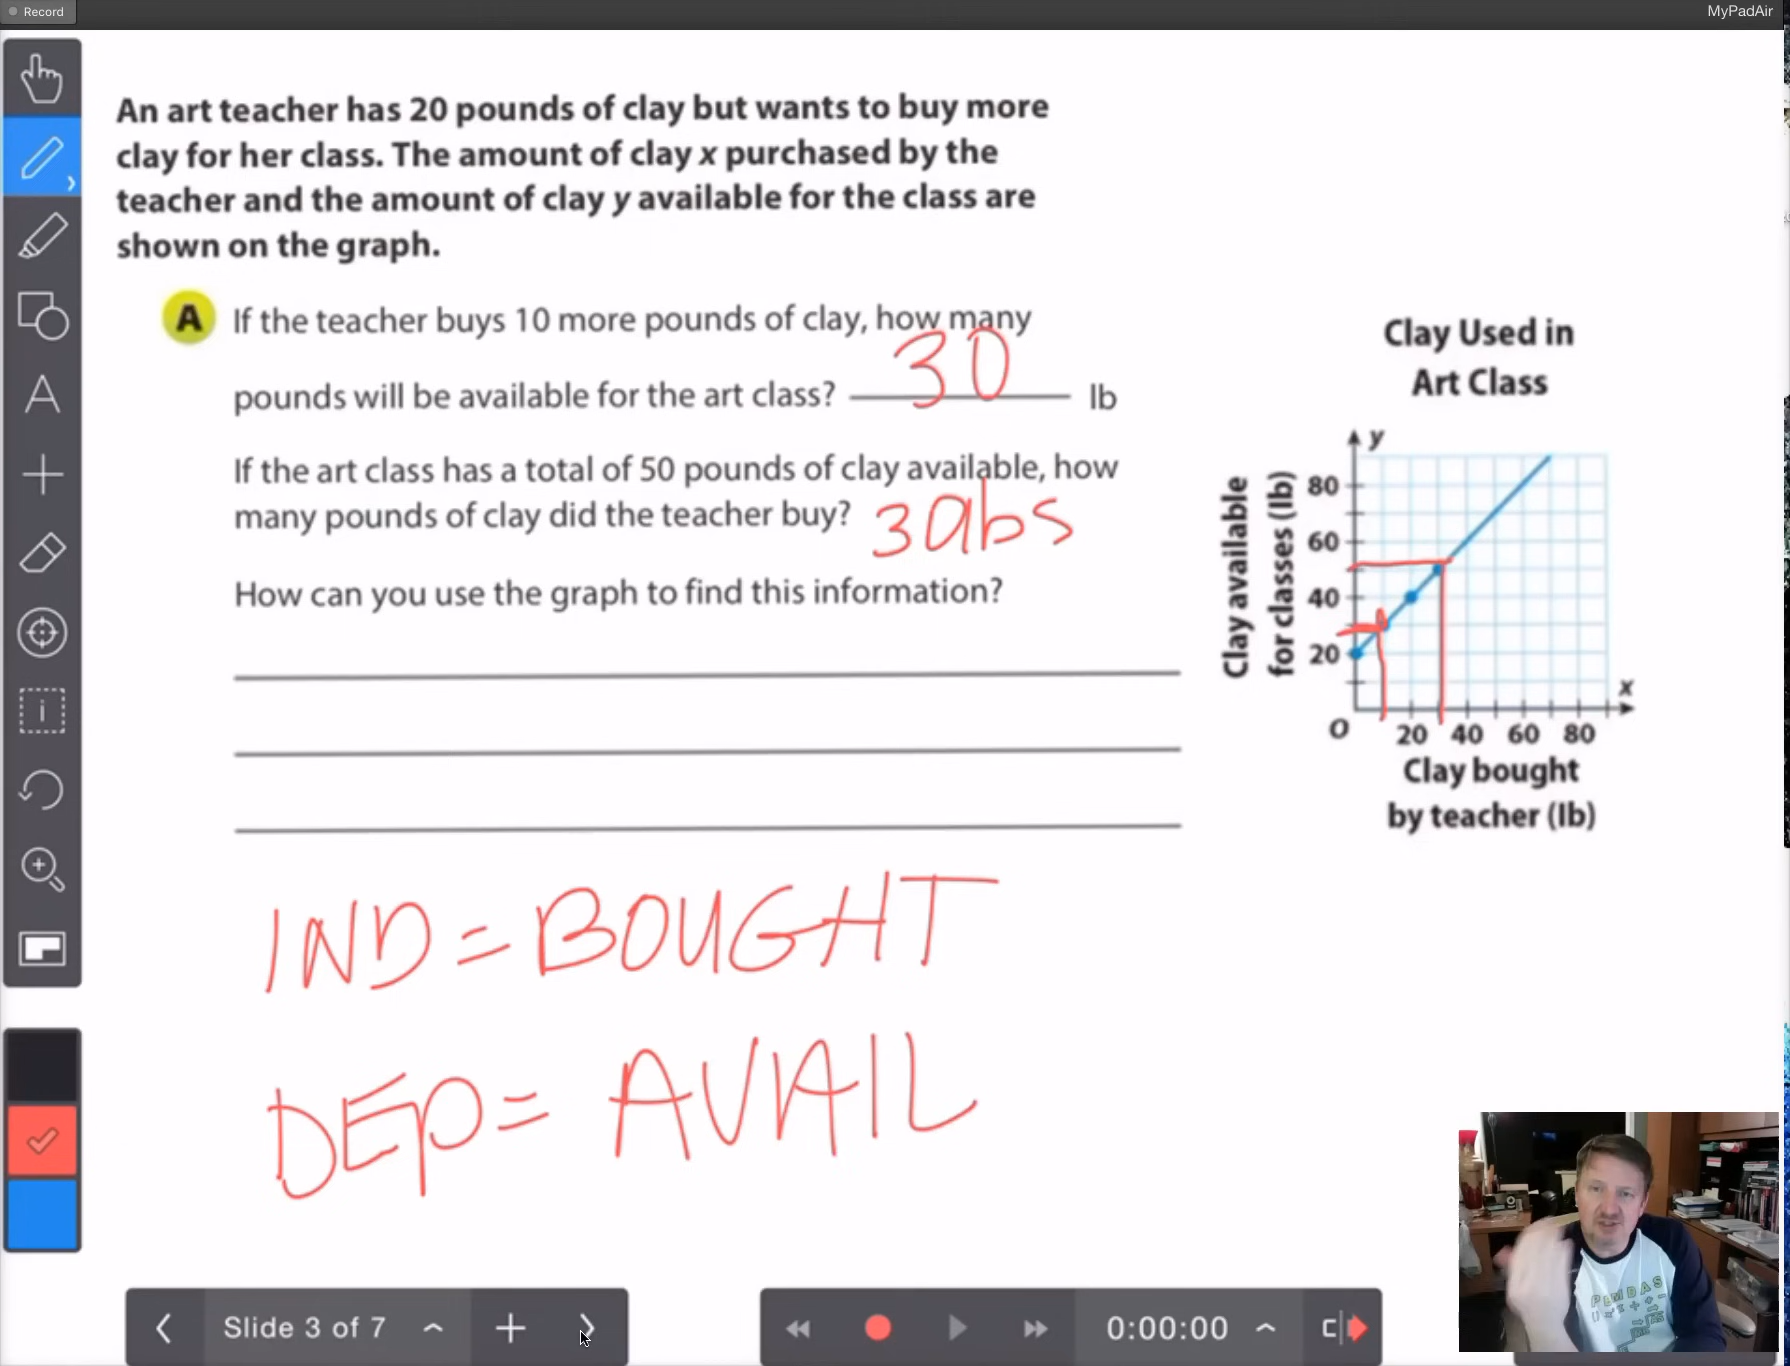 Record
MyPadAir
An art teacher has 20 pounds of clay but wants to buy more
clay for her class. The amount of clay x purchased by the
teacher and the amount of clay y available for the class are
shown on the graph.
A If the teacher buys 10 more pounds of clay, how many
pounds will be available for the art class? 30 lb
If the art class has a total of 50 pounds of clay available, how
many pounds of clay did the teacher buy? 30lbs
How can you use the graph to find this information?
Clay Used in
Art Class
Clay available
for classes (lb)
y
80
60
40
20
O
20 40 60 80
x
Clay bought
by teacher (lb)
IND = BOUGHT
DEP = AVAIL
A
i
Slide 3 of 7
0:00:00
PEMDAS